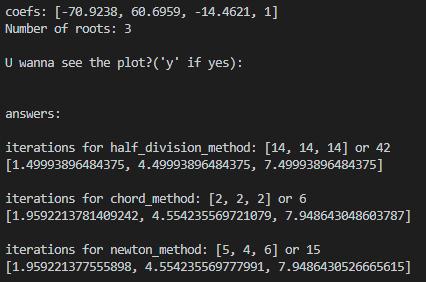 coefs: [-70.9238, 60.6959, -14.4621, 1]
Number of roots: 3
U wanna see the plot?('y' if yes):
answers:
iterations for half_division_method: [14, 14, 14] or 42
[1.49993896484375, 4.49993896484375, 7.49993896484375]
iterations for chord_method: [2, 2, 2] or 6
[1.9592213781409242, 4.554235569721079, 7.948643048603787]
iterations for newton_method: [5, 4, 6] or 15
[1.959221377555898, 4.554235569777991, 7.9486430526665615]